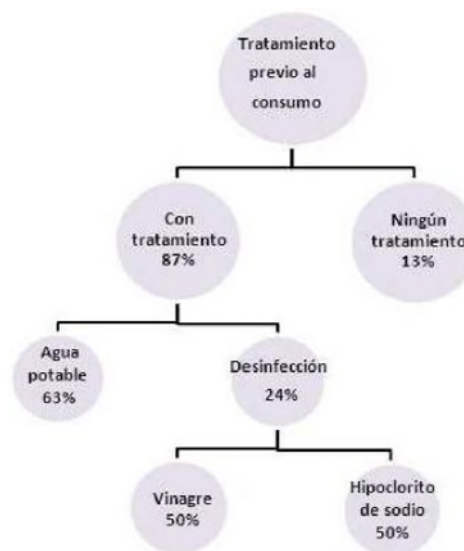 Tratamiento
previo al
consumo
Con
tratamiento
87%
Ningún
tratamiento
13%
Agua
potable
63%
Desinfección
24%
Vinagre
50%
Hipoclorito
de sodio
50%